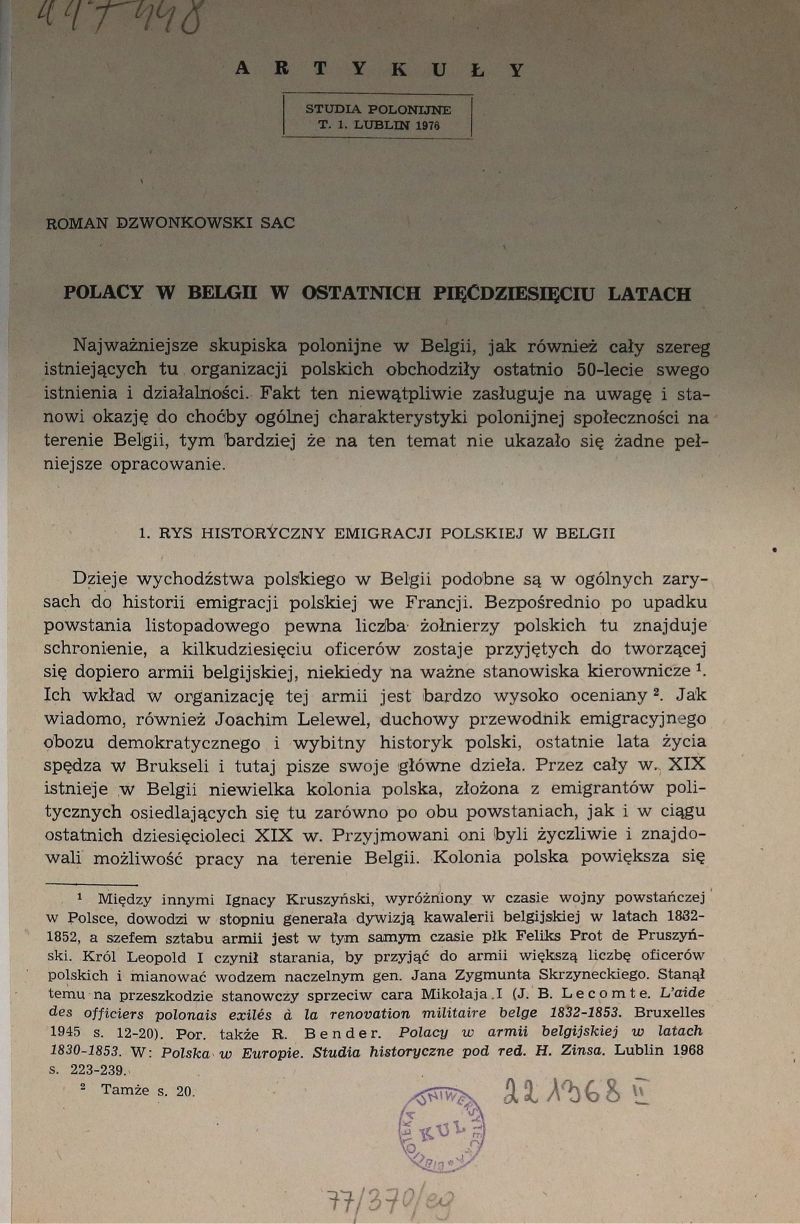 A R T Y K U Ł Y
STUDIA POLONIJNE
T. 1. LUBLIN 1976
ROMAN DZWONKOWSKI SAC
POLACY W BELGII W OSTATNICH PIĘĆDZIESIĘCIU LATACH
Najważniejsze skupiska polonijne w Belgii, jak również cały szereg
istniejących tu organizacji polskich obchodziły ostatnio 50-lecie swego
istnienia i działalności. Fakt ten niewątpliwie zasługuje na uwagę i sta-
nowi okazję do choćby ogólnej charakterystyki polonijnej społeczności na
terenie Belgii, tym bardziej że na ten temat nie ukazało się żadne peł-
niejsze opracowanie.
1. RYS HISTORYCZNY EMIGRACJI POLSKIEJ W BELGII
Dzieje wychodźstwa polskiego w Belgii podobne są w ogólnych zary-
sach do historii emigracji polskiej we Francji. Bezpośrednio po upadku
powstania listopadowego pewna liczba żołnierzy polskich tu znajduje
schronienie, a kilkudziesięciu oficerów zostaje przyjętych do tworzącej
się dopiero armii belgijskiej, niekiedy na ważne stanowiska kierownicze ¹.
Ich wkład w organizację tej armii jest bardzo wysoko oceniany ². Jak
wiadomo, również Joachim Lelewel, duchowy przewodnik emigracyjnego
obozu demokratycznego i wybitny historyk polski, ostatnie lata życia
spędza w Brukseli i tutaj pisze swoje główne dzieła. Przez cały w. XIX
istnieje w Belgii niewielka kolonia polska, złożona z emigrantów poli-
tycznych osiedlających się tu zarówno po obu powstaniach, jak i w ciągu
ostatnich dziesięcioleci XIX w. Przyjmowani oni byli życzliwie i znajdo-
wali możliwość pracy na terenie Belgii. Kolonia polska powiększa się
¹ Między innymi Ignacy Kruszyński, wyróżniony w czasie wojny powstańczej
w Polsce, dowodzi w stopniu generała dywizją kawalerii belgijskiej w latach 1832-
1852, a szefem sztabu armii jest w tym samym czasie płk Feliks Prot de Pruszyń-
ski. Król Leopold I czynił starania, by przyjąć do armii większą liczbę oficerów
polskich i mianować wodzem naczelnym gen. Jana Zygmunta Skrzyneckiego. Stanął
temu na przeszkodzie stanowczy sprzeciw cara Mikołaja I (J. B. Lecomte. L'aide
des officiers polonais exilés à la renovation militaire belge 1832-1853. Bruxelles
1945 s. 12-20). Por. także R. Bender. Polacy w armii belgijskiej w latach
1830-1853. W: Polska w Europie. Studia historyczne pod red. H. Zinsa. Lublin 1968
s. 223-239.
² Tamże s. 20.
221368 II
BIBLIOTEKA UNIWERSYTECKA
KUL